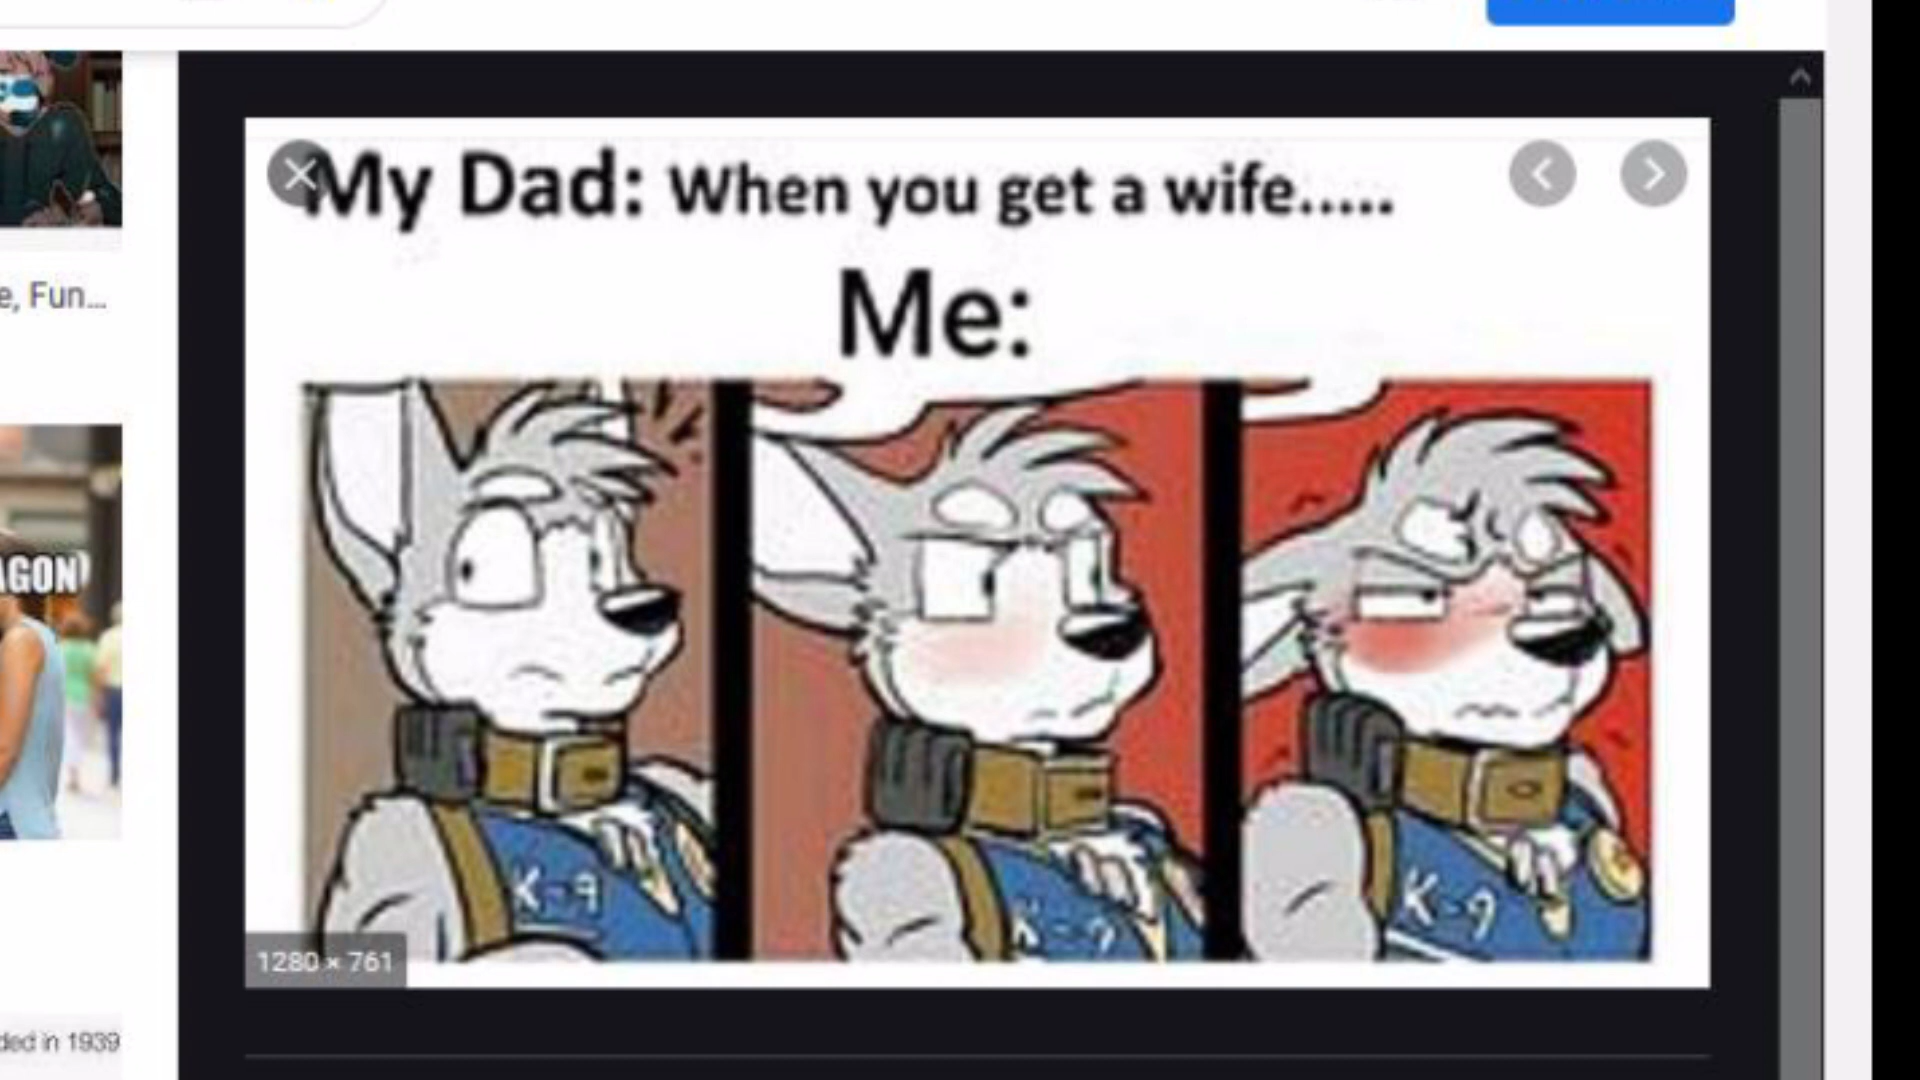 My Dad: When you get a wife.....
Me:
e, Fun...
AGON!
K-9
K-9
K-9
1280 × 761
ded in 1939